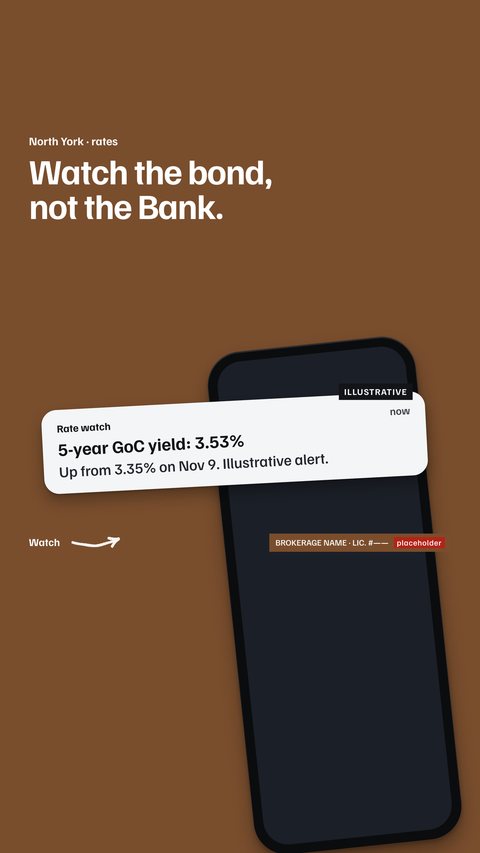 North York · rates
Watch the bond,
not the Bank.
ILLUSTRATIVE
now
Rate watch
5-year GoC yield: 3.53%
Up from 3.35% on Nov 9. Illustrative alert.
Watch
BROKERAGE NAME · LIC. #—— placeholder